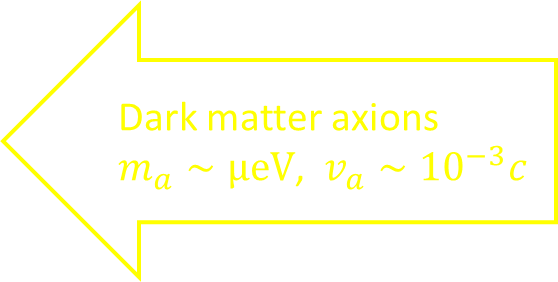 Dark matter axions
𝑚ₐ ~ μeV, 𝑣ₐ ~ 10⁻³𝑐